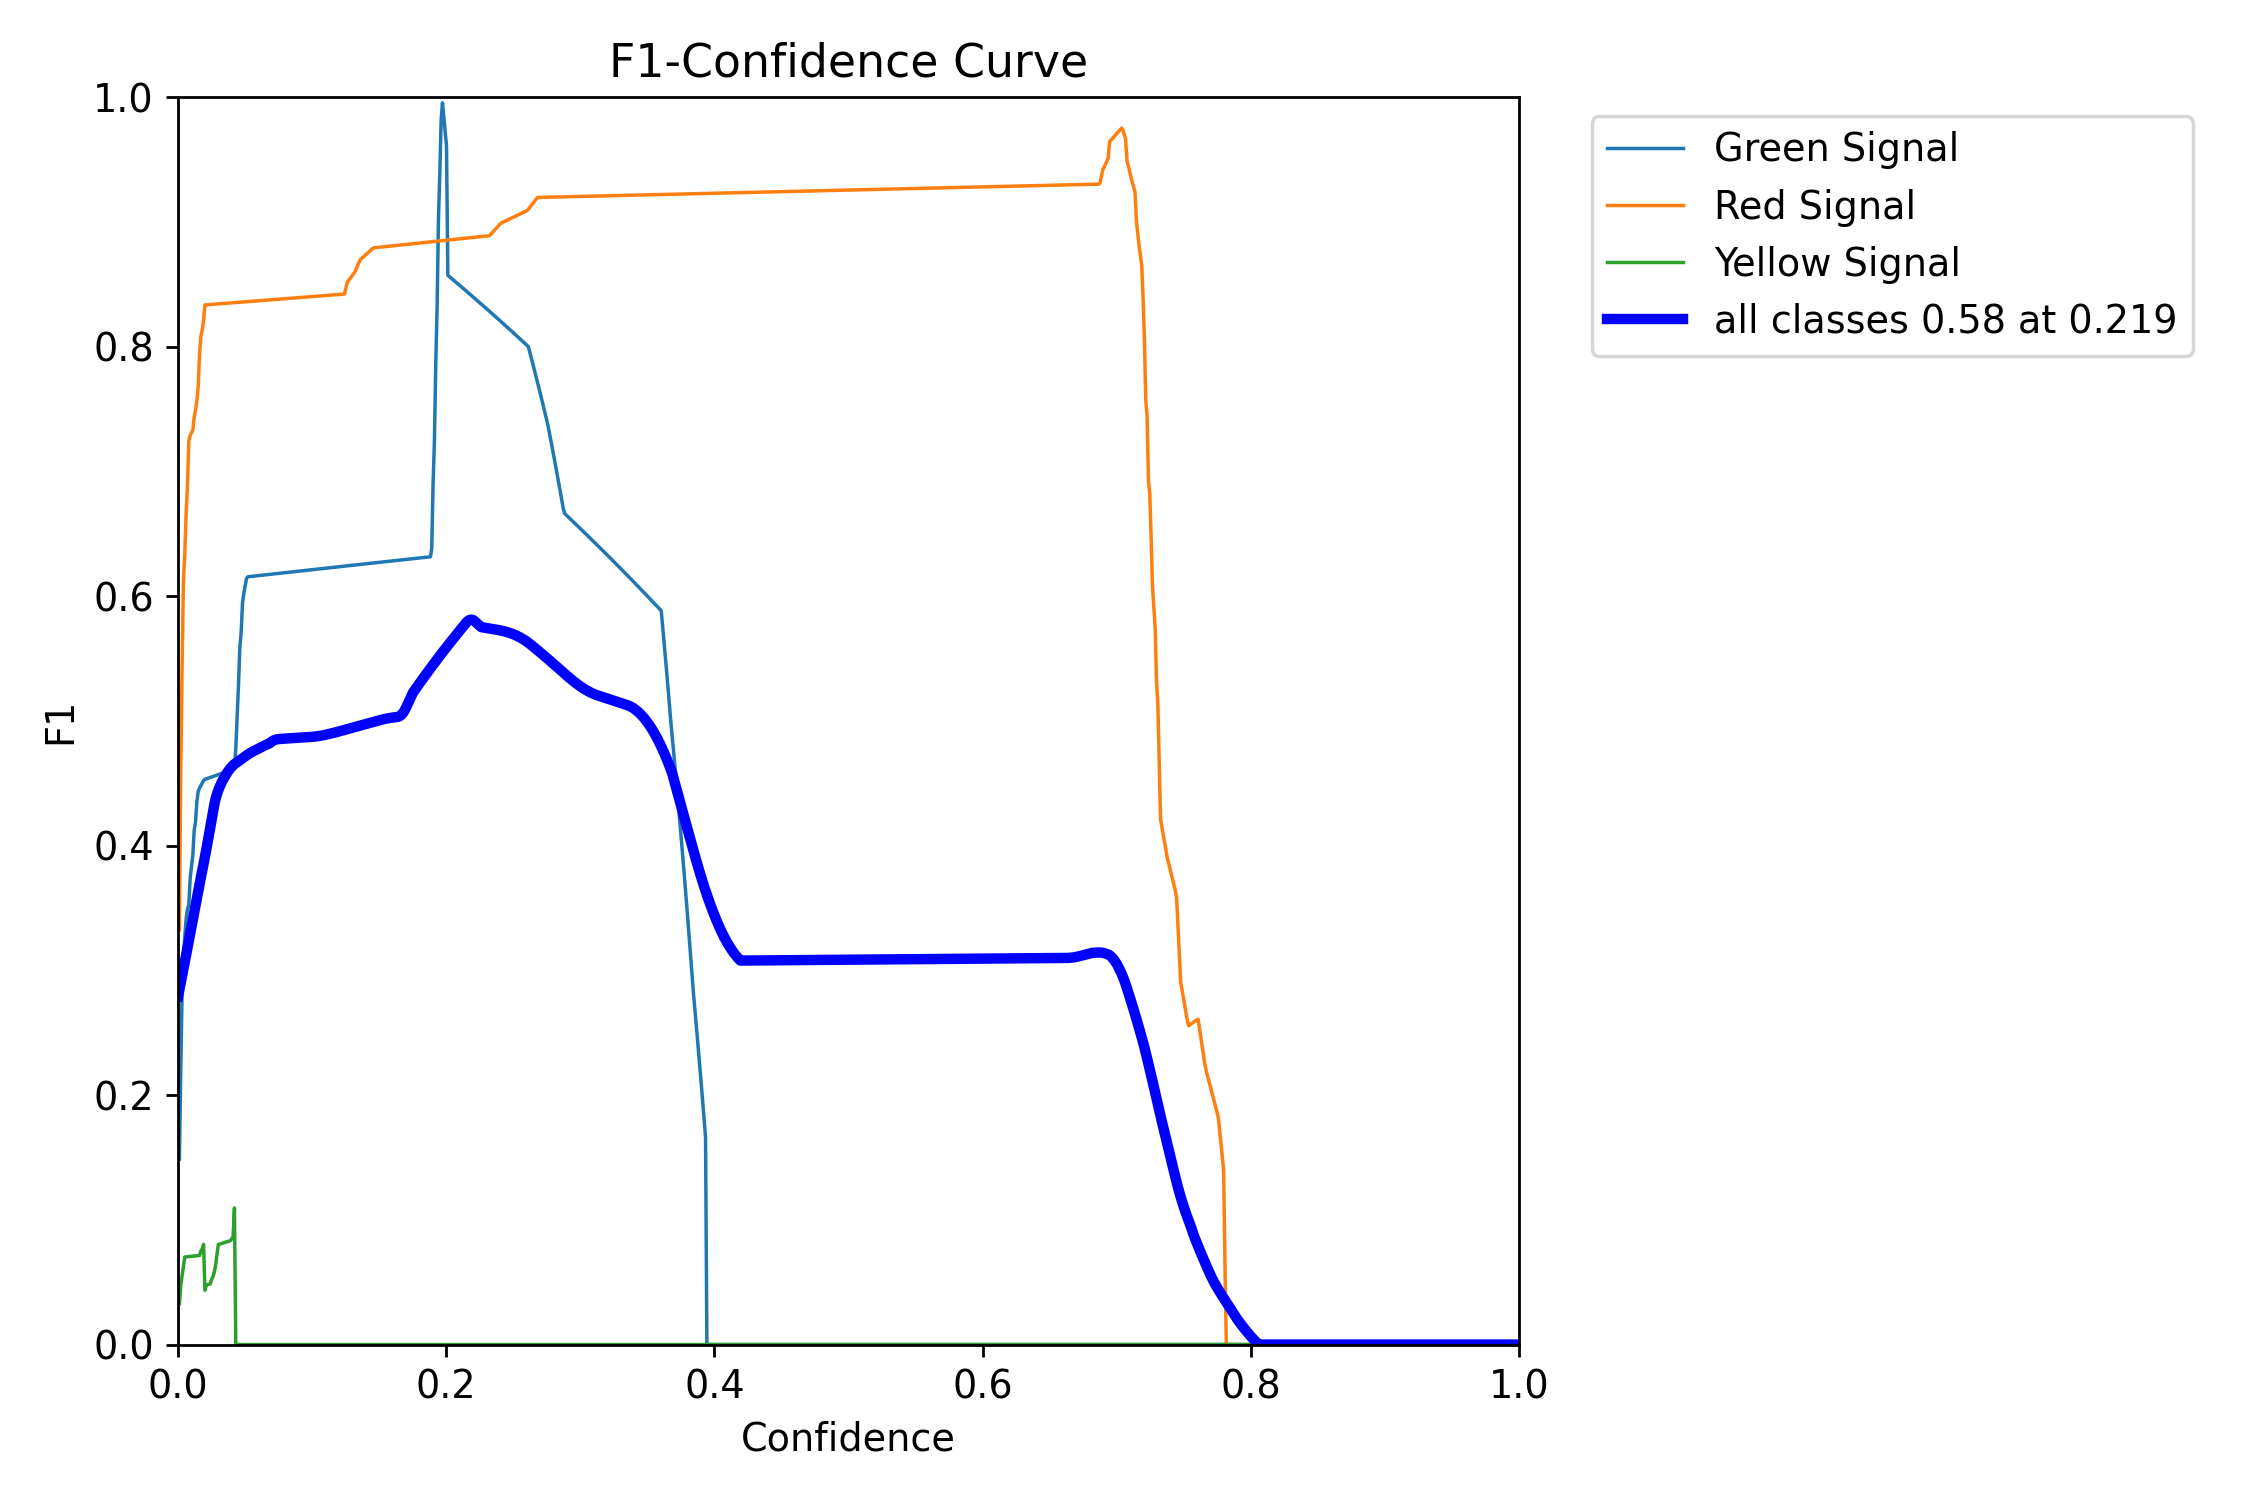 F1-Confidence Curve
1.0
0.8
0.6
0.4
0.2
0.0
F1
0.0 0.2 0.4 0.6 0.8 1.0
Confidence
Green Signal
Red Signal
Yellow Signal
all classes 0.58 at 0.219